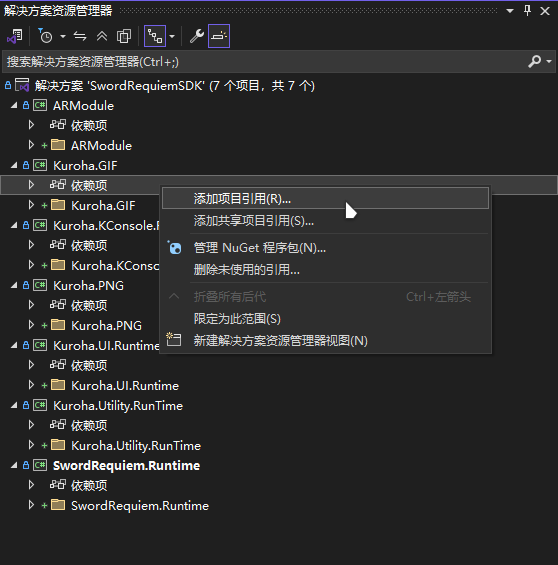 解决方案资源管理器
搜索解决方案资源管理器(Ctrl+;)
解决方案 'SwordRequiemSDK' (7 个项目，共 7 个)
C# ARModule
依赖项
ARModule
C# Kuroha.GIF
依赖项
Kuroha.GIF
C# Kuroha.KConsole.
依赖项
Kuroha.KConso
C# Kuroha.PNG
依赖项
Kuroha.PNG
C# Kuroha.UI.Runtime
依赖项
Kuroha.UI.Runtime
C# Kuroha.Utility.RunTime
依赖项
Kuroha.Utility.RunTime
C# SwordRequiem.Runtime
依赖项
SwordRequiem.Runtime
添加项目引用(R)...
添加共享项目引用(S)...
管理 NuGet 程序包(N)...
删除未使用的引用...
折叠所有后代 Ctrl+左箭头
限定为此范围(S)
新建解决方案资源管理器视图(N)